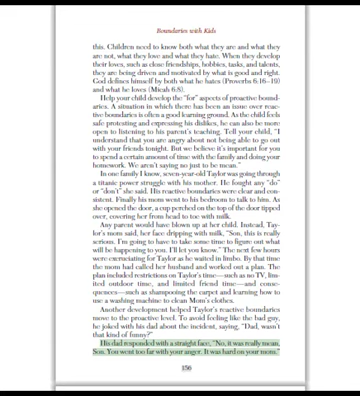 Boundaries with Kids
this. Children need to know both what they are and what they
are not, what they love and what they hate. When they develop
their loves, such as close friendships, hobbies, tasks, and talents,
they are being driven and motivated by what is good and right.
God defines himself by both what he hates (Proverbs 6:16–19)
and what he loves (Micah 6:8).
Help your child develop the "for" aspects of proactive bound-
aries. A situation in which there has been an issue over reac-
tive boundaries is often a good learning ground. As the child feels
safe protesting and expressing his dislikes, he can also be more
open to listening to his parent's teaching. Tell your child, "I
understand that you are angry about not being able to go out
with your friends tonight. But we believe it's important for you
to spend a certain amount of time with the family and doing your
homework. We aren't saying no just to be mean."
In one family I know, seven-year-old Taylor was going through
a titanic power struggle with his mother. He fought any "do"
or "don't" she said. His reactive boundaries were clear and con-
sistent. Finally his mom went to his bedroom to talk to him. As
she opened the door, a cup perched on the top of the door tipped
over, covering her from head to toe with milk.
Any parent would have blown up at her child. Instead, Tay-
lor's mom said, her face dripping with milk, "Son, this is really
serious. I'm going to have to take some time to figure out what
will be happening to you. I'll let you know." The next few hours
were excruciating for Taylor as he waited in limbo. By that time
the mom had called her husband and worked out a plan. The
plan included restrictions to Taylor's time—such as no TV, lim-
ited outdoor time, and limited friend time—and conse-
quences—such as shampooing the carpet and learning how to
use a washing machine to clean Mom's clothes.
Another development helped Taylor's reactive boundaries
move to the proactive level. To avoid feeling like the bad guy,
he joked with his dad about the incident, saying, "Dad, wasn't
that kind of funny?"
His dad responded with a straight face, "No, it was really mean,
Son. You went too far with your anger. It was hard on your mom."